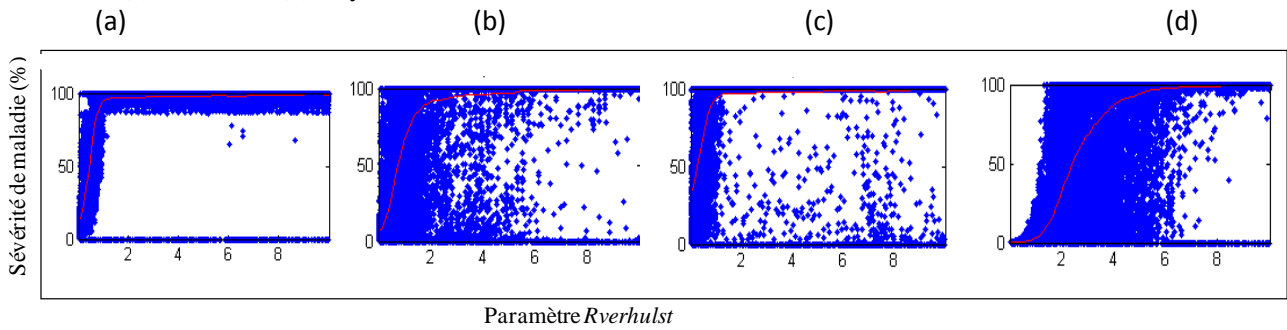 (a) (b) (c) (d)
Sévérité de maladie (%)
100 100 100 100
50 50 50 50
0 0 0 0
2 4 6 8 2 4 6 8 2 4 6 8 2 4 6 8
Paramètre Rverhulst